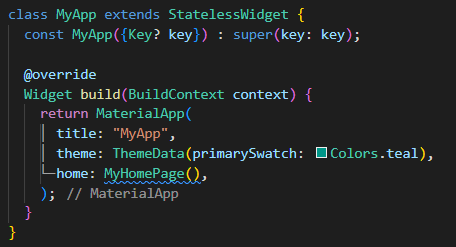 class MyApp extends StatelessWidget {
  const MyApp({Key? key}) : super(key: key);

  @override
  Widget build(BuildContext context) {
    return MaterialApp(
      title: "MyApp",
      theme: ThemeData(primarySwatch: Colors.teal),
      home: MyHomePage(),
    ); // MaterialApp
  }
}